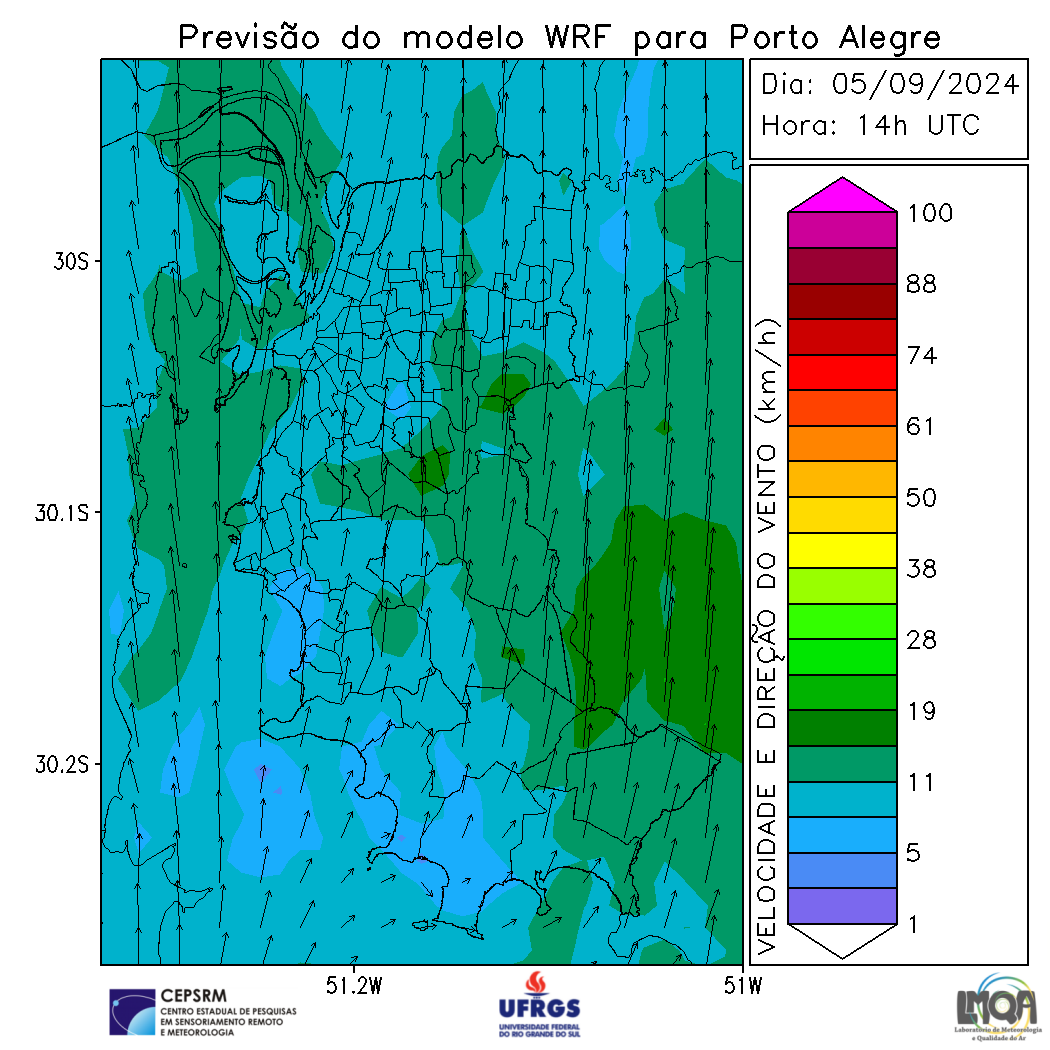 Previsão do modelo WRF para Porto Alegre
Dia: 05/09/2024
Hora: 14h UTC
30S
30.1S
30.2S
51.2W
51W
VELOCIDADE E DIREÇÃO DO VENTO (km/h)
100
88
74
61
50
38
28
19
11
5
1
CEPSRM
CENTRO ESTADUAL DE PESQUISAS
EM SENSORIAMENTO REMOTO
E METEOROLOGIA
UFRGS
UNIVERSIDADE FEDERAL
DO RIO GRANDE DO SUL
LMQA
Laboratório de Meteorologia
e Qualidade do Ar